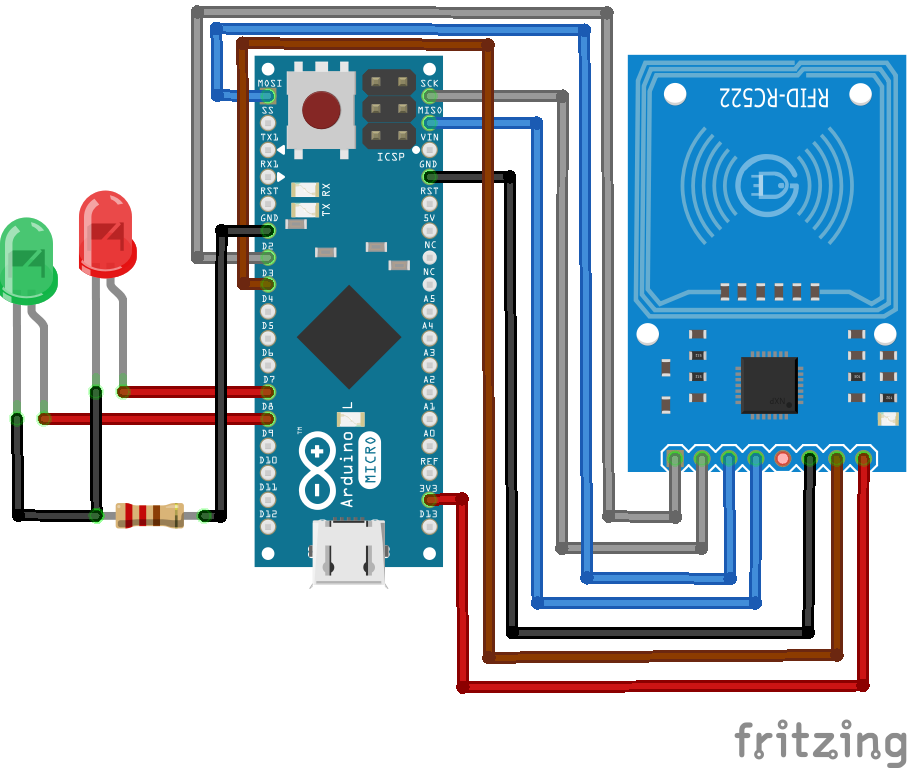 MOSI
SS
TX1
RX1
RST
GND
D2
D3
D4
D5
D6
D7
D8
D9
D10
D11
D12
SCK
MISO
VIN
GND
RST
5V
NC
NC
A5
A4
A3
A2
A1
A0
REF
3V3
D13
ICSP
TX RX
L
Arduino
TM
MICRO
RFID-RC522
fritzing